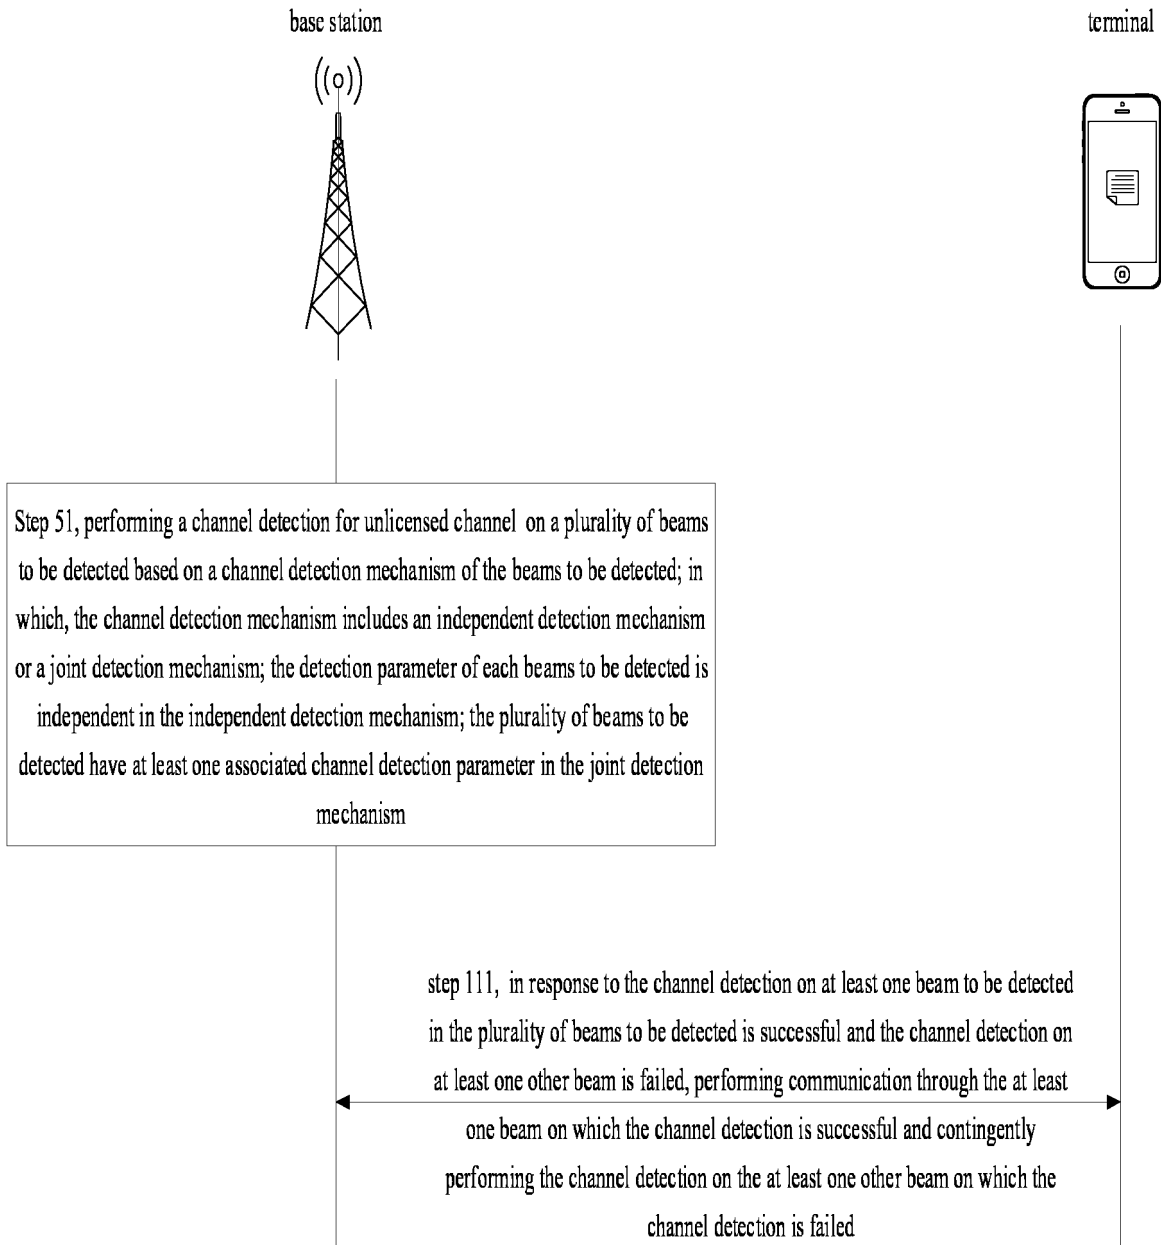 base station
terminal
Step 51, performing a channel detection for unlicensed channel on a plurality of beams
to be detected based on a channel detection mechanism of the beams to be detected; in
which, the channel detection mechanism includes an independent detection mechanism
or a joint detection mechanism; the detection parameter of each beams to be detected is
independent in the independent detection mechanism; the plurality of beams to be
detected have at least one associated channel detection parameter in the joint detection
mechanism
step 111, in response to the channel detection on at least one beam to be detected
in the plurality of beams to be detected is successful and the channel detection on
at least one other beam is failed, performing communication through the at least
one beam on which the channel detection is successful and contingently
performing the channel detection on the at least one other beam on which the
channel detection is failed